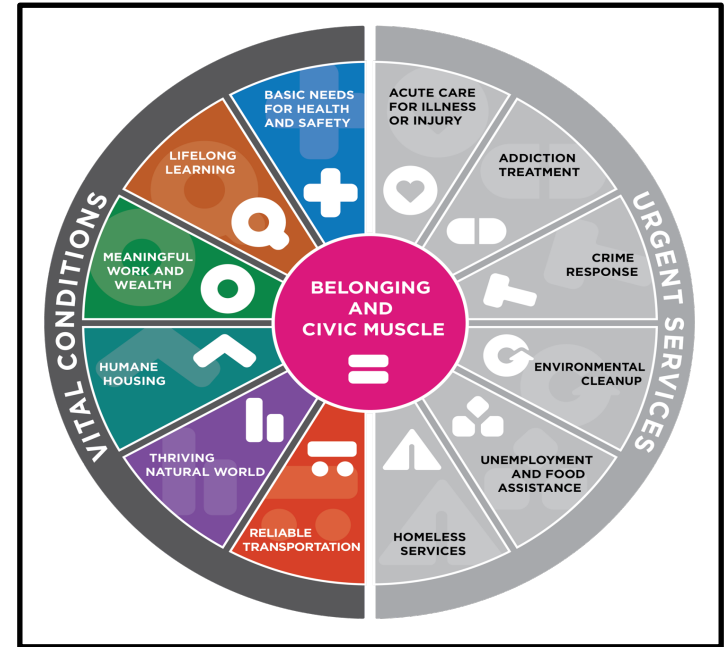 VITAL CONDITIONS
BASIC NEEDS
FOR HEALTH
AND SAFETY
LIFELONG
LEARNING
MEANINGFUL
WORK AND
WEALTH
HUMANE
HOUSING
THRIVING
NATURAL WORLD
RELIABLE
TRANSPORTATION
BELONGING
AND
CIVIC MUSCLE
URGENT SERVICES
ACUTE CARE
FOR ILLNESS
OR INJURY
ADDICTION
TREATMENT
CRIME
RESPONSE
ENVIRONMENTAL
CLEANUP
UNEMPLOYMENT
AND FOOD
ASSISTANCE
HOMELESS
SERVICES